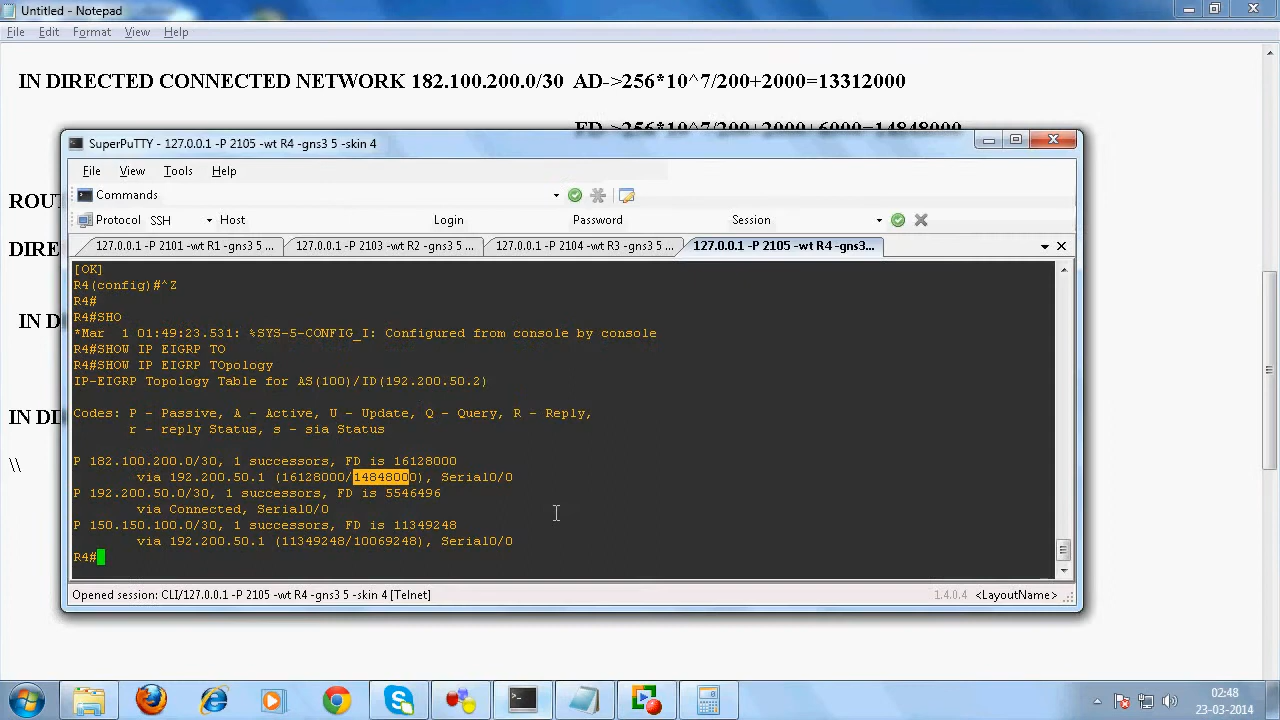 Untitled - Notepad
File Edit Format View Help
IN DIRECTED CONNECTED NETWORK 182.100.200.0/30 AD->256*10^7/200+2000=13312000
FD->256*10^7/200+2000+6000=14848000
SuperPuTTY - 127.0.0.1 -P 2105 -wt R4 -gns3 5 -skin 4
File View Tools Help
Commands
Protocol SSH Host Login Password Session
127.0.0.1 -P 2101 -wt R1 -gns3 5 ... 127.0.0.1 -P 2103 -wt R2 -gns3 5 ... 127.0.0.1 -P 2104 -wt R3 -gns3 5 ... 127.0.0.1 -P 2105 -wt R4 -gns3...
ROUT
DIRE
IN D
IN DI
\\
[OK]
R4(config)#^Z
R4#
R4#SHO
*Mar  1 01:49:23.531: %SYS-5-CONFIG_I: Configured from console by console
R4#SHOW IP EIGRP TO
R4#SHOW IP EIGRP TOpology
IP-EIGRP Topology Table for AS(100)/ID(192.200.50.2)
Codes: P - Passive, A - Active, U - Update, Q - Query, R - Reply,
r - reply Status, s - sia Status
P 182.100.200.0/30, 1 successors, FD is 16128000
via 192.200.50.1 (16128000/14848000), Serial0/0
P 192.200.50.0/30, 1 successors, FD is 5546496
via Connected, Serial0/0
P 150.150.100.0/30, 1 successors, FD is 11349248
via 192.200.50.1 (11349248/10069248), Serial0/0
R4#
Opened session: CLI/127.0.0.1 -P 2105 -wt R4 -gns3 5 -skin 4 [Telnet] 1.4.0.4 <LayoutName>
02:48
23-03-2014